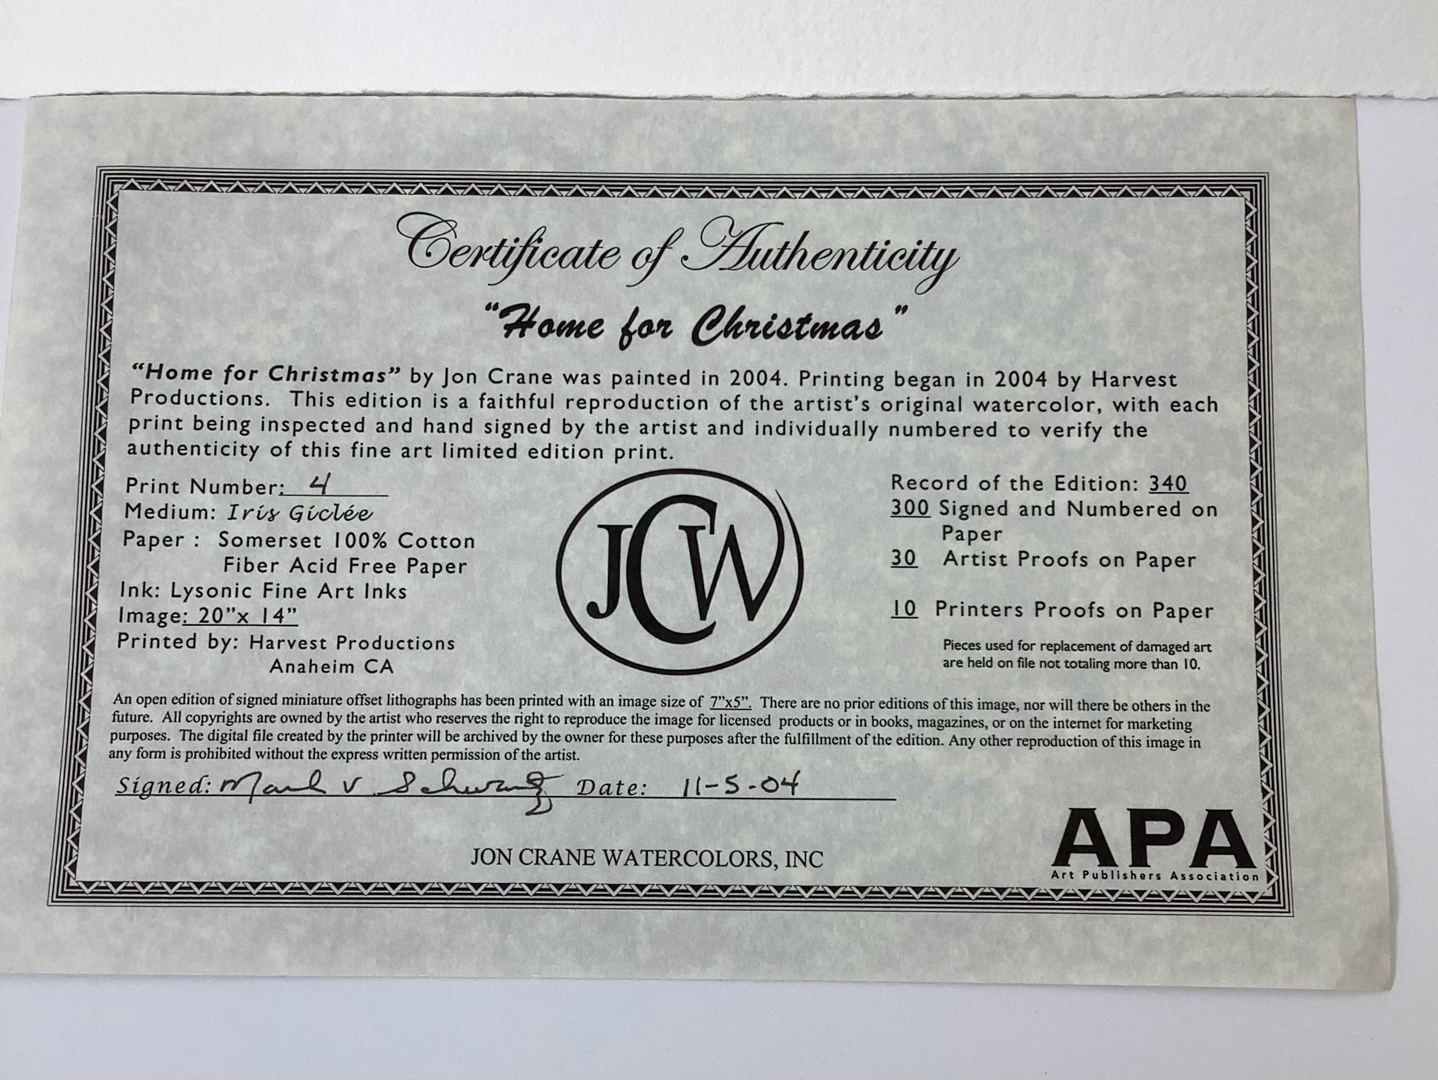 Certificate of Authenticity
"Home for Christmas"
"Home for Christmas" by Jon Crane was painted in 2004. Printing began in 2004 by Harvest
Productions. This edition is a faithful reproduction of the artist's original watercolor, with each
print being inspected and hand signed by the artist and individually numbered to verify the
authenticity of this fine art limited edition print.
Print Number: 4
Medium: Iris Giclée
Paper : Somerset 100% Cotton
Fiber Acid Free Paper
Ink: Lysonic Fine Art Inks
Image: 20"x 14"
Printed by: Harvest Productions
Anaheim CA
JCW
Record of the Edition: 340
300 Signed and Numbered on
Paper
30 Artist Proofs on Paper
10 Printers Proofs on Paper
Pieces used for replacement of damaged art
are held on file not totaling more than 10.
An open edition of signed miniature offset lithographs has been printed with an image size of 7"x5". There are no prior editions of this image, nor will there be others in the
future. All copyrights are owned by the artist who reserves the right to reproduce the image for licensed products or in books, magazines, or on the internet for marketing
purposes. The digital file created by the printer will be archived by the owner for these purposes after the fulfillment of the edition. Any other reproduction of this image in
any form is prohibited without the express written permission of the artist.
Signed: Mark V Schwartz Date: 11-5-04
JON CRANE WATERCOLORS, INC
APA
Art Publishers Association